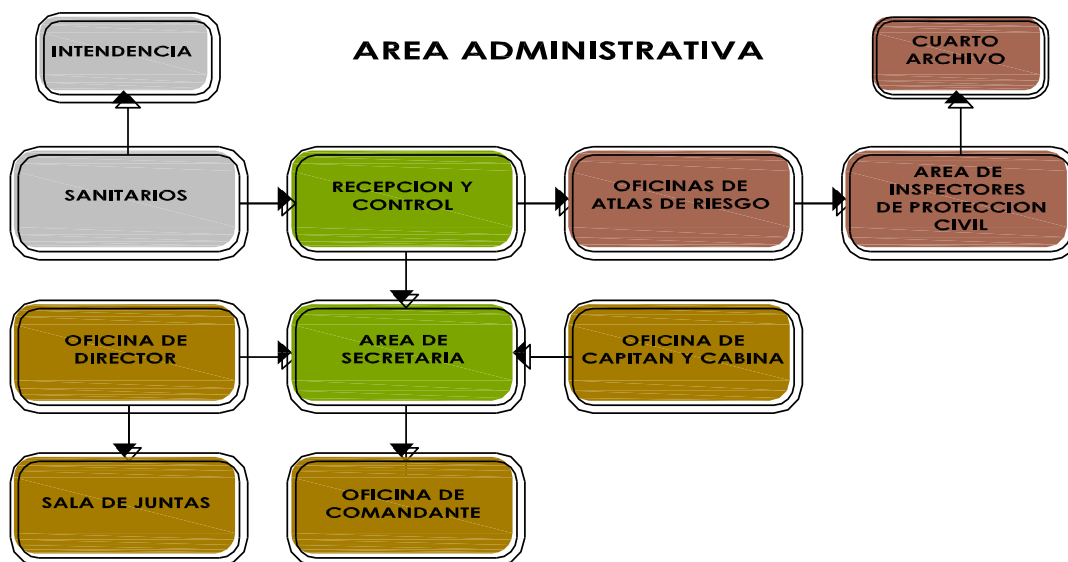 INTENDENCIA
AREA ADMINISTRATIVA
CUARTO
ARCHIVO
SANITARIOS
RECEPCION Y
CONTROL
OFICINAS DE
ATLAS DE RIESGO
AREA DE
INSPECTORES
DE PROTECCION
CIVIL
OFICINA DE
DIRECTOR
AREA DE
SECRETARIA
OFICINA DE
CAPITAN Y CABINA
SALA DE JUNTAS
OFICINA DE
COMANDANTE